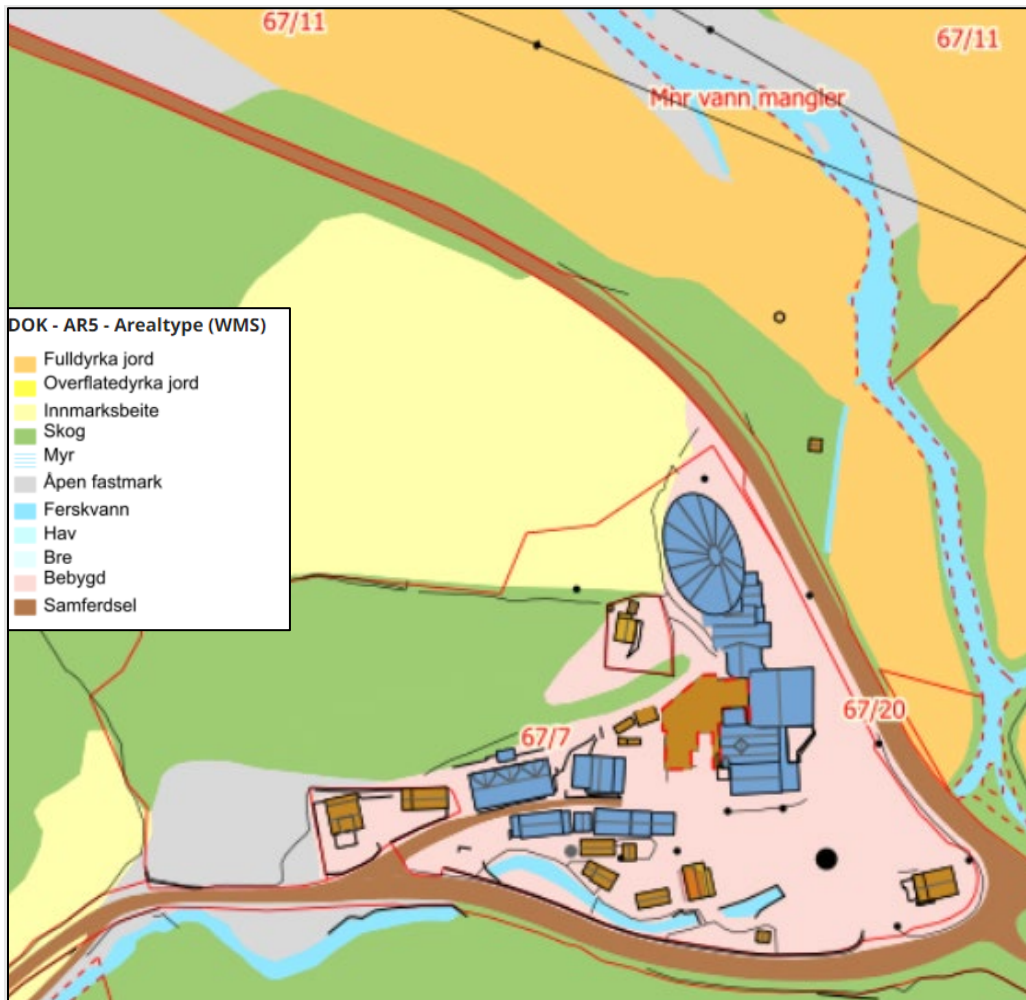 67/11
67/11
Mnr vann mangler
DOK - AR5 - Arealtype (WMS)
Fulldyrka jord
Overflatedyrka jord
Innmarksbeite
Skog
Myr
Åpen fastmark
Ferskvann
Hav
Bre
Bebygd
Samferdsel
67/20
67/7